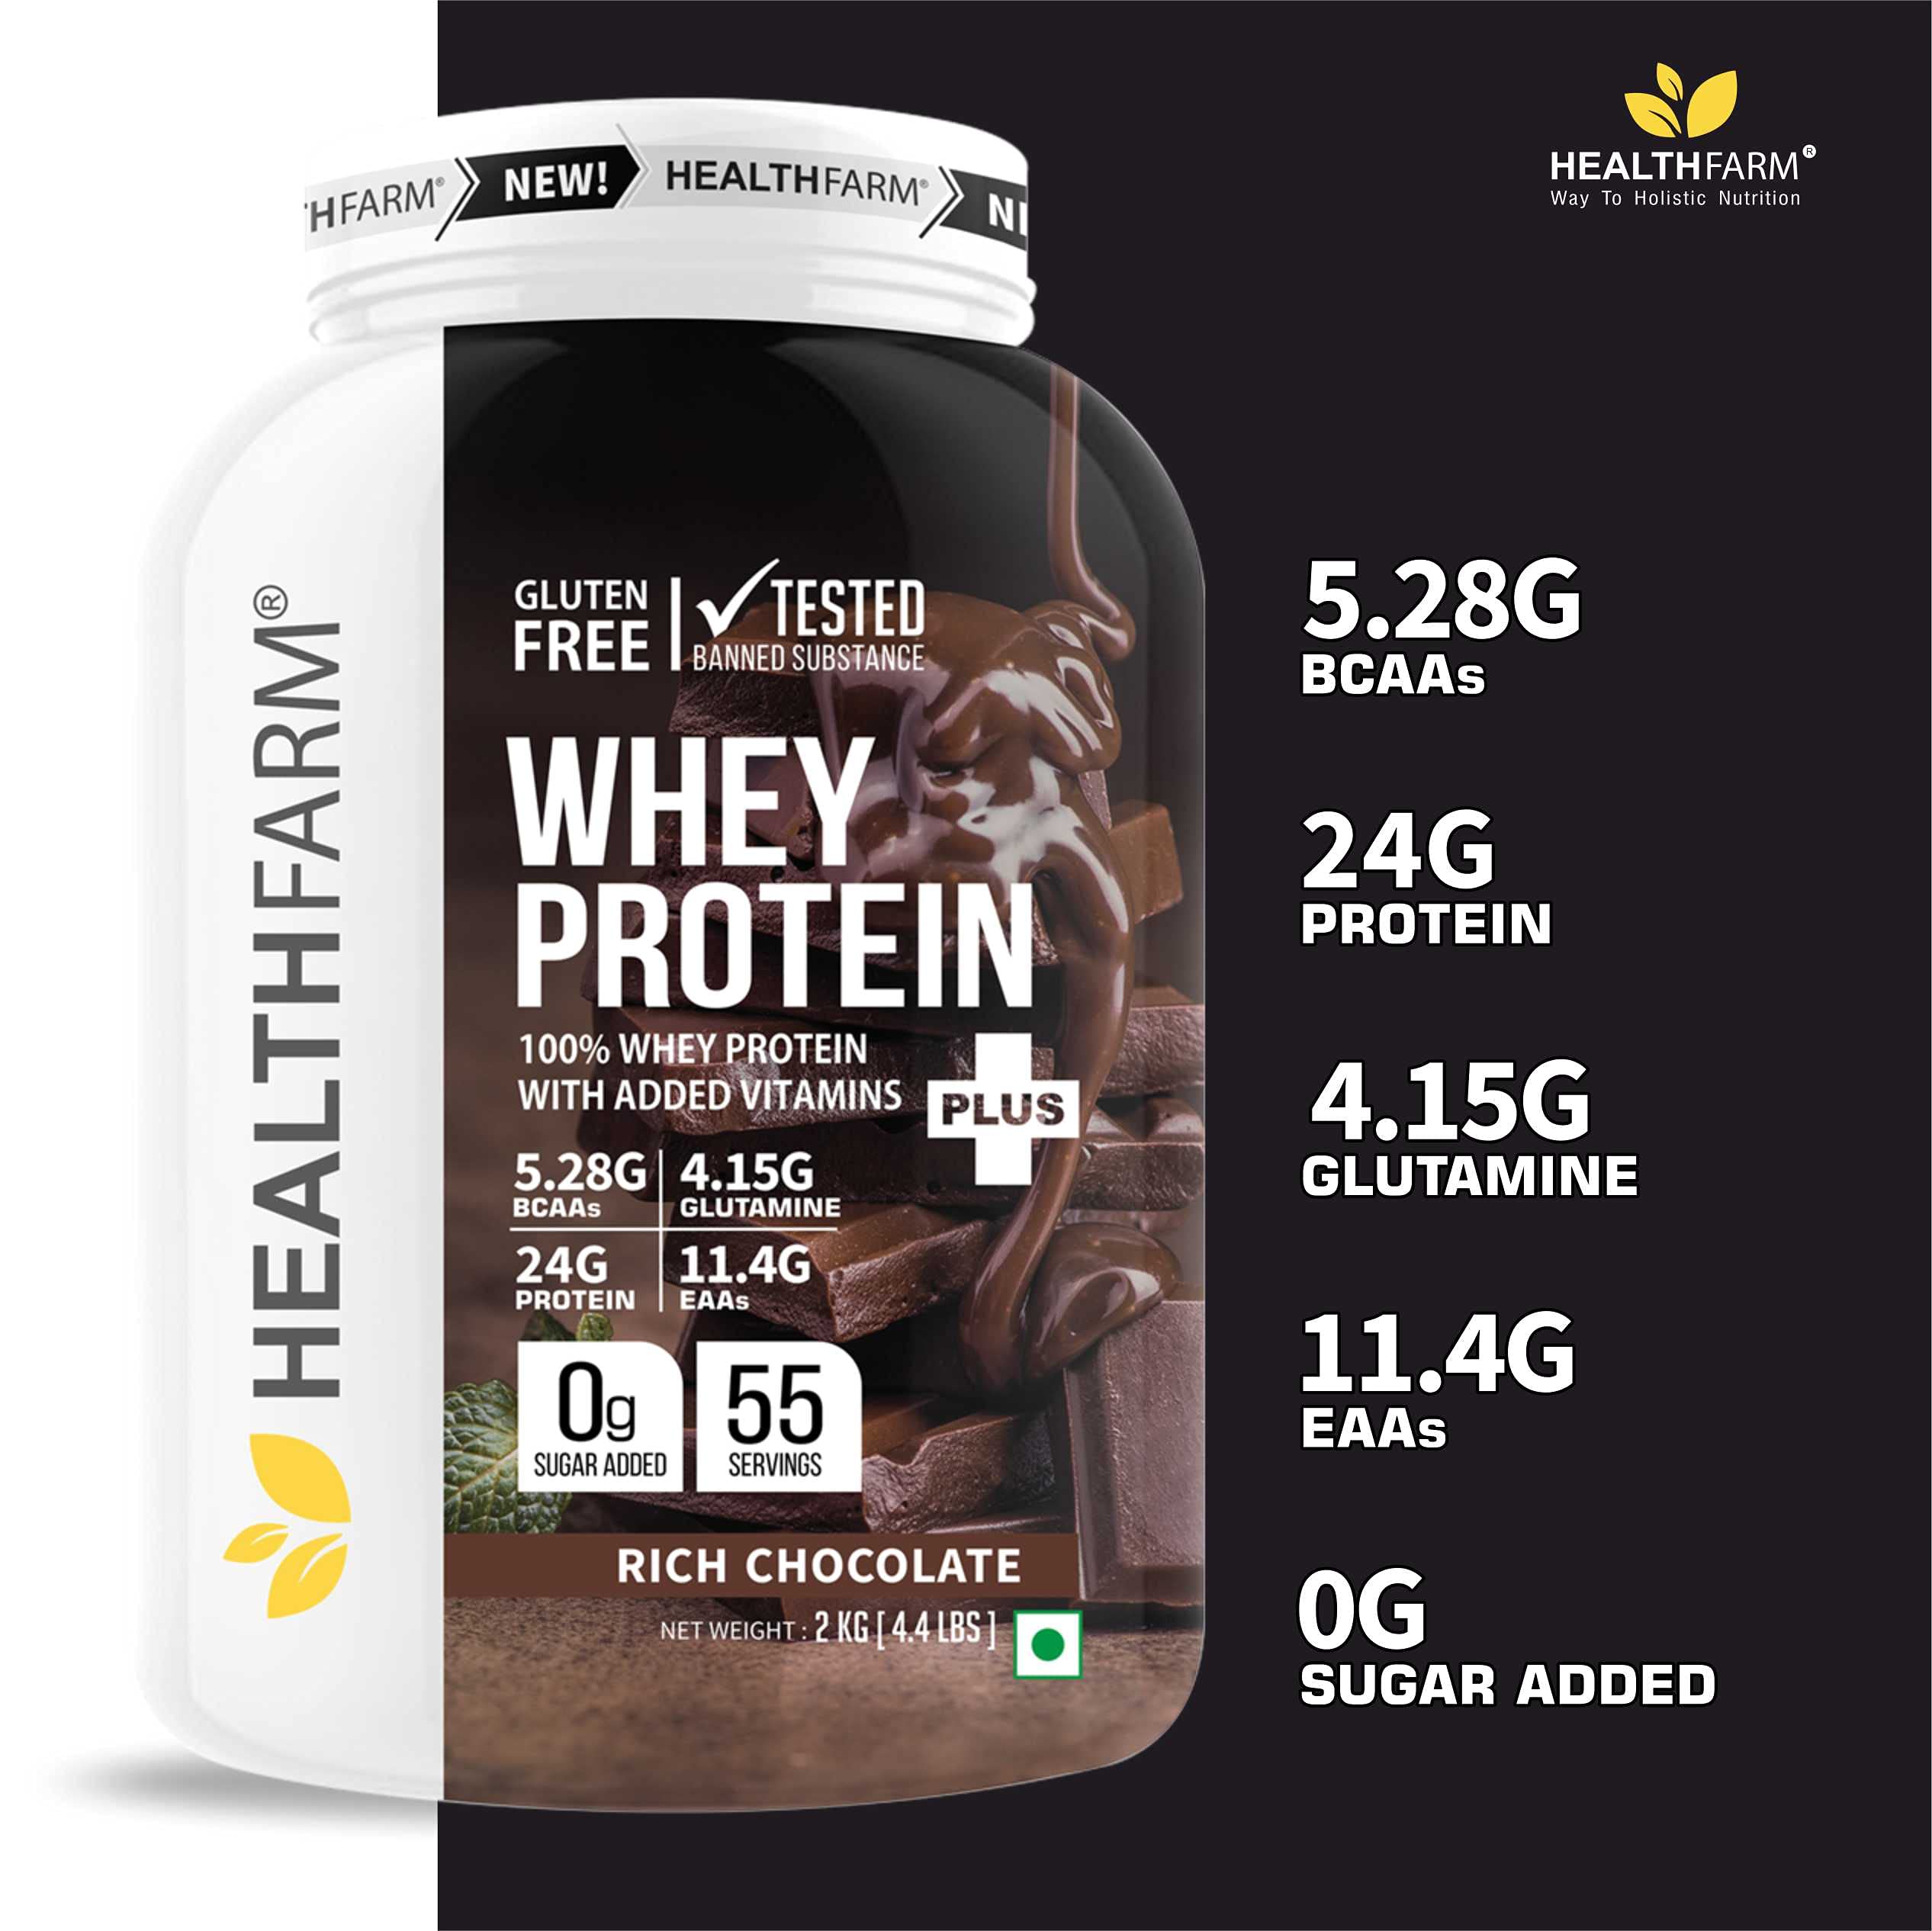 HFARM®
NEW!
HEALTHFARM®
HEALTHFARM®
Way To Holistic Nutrition
HEALTHFARM®
GLUTEN
FREE
TESTED
BANNED SUBSTANCE
WHEY
PROTEIN
100% WHEY PROTEIN
WITH ADDED VITAMINS
PLUS
5.28G
BCAAs
4.15G
GLUTAMINE
24G
PROTEIN
11.4G
EAAs
0g
SUGAR ADDED
55
SERVINGS
RICH CHOCOLATE
NET WEIGHT : 2 KG [ 4.4 LBS ]
5.28G
BCAAs
24G
PROTEIN
4.15G
GLUTAMINE
11.4G
EAAs
0G
SUGAR ADDED